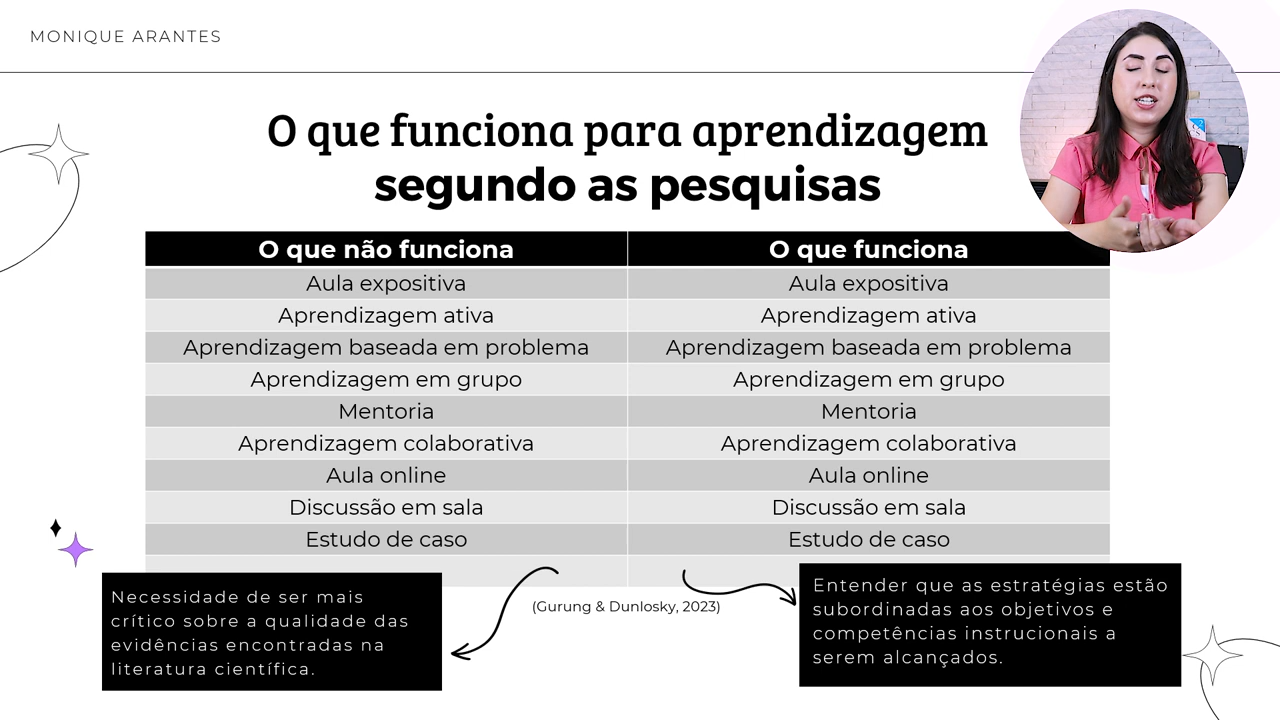 MONIQUE ARANTES
O que funciona para aprendizagem
segundo as pesquisas
O que não funciona
O que funciona
Aula expositiva
Aula expositiva
Aprendizagem ativa
Aprendizagem ativa
Aprendizagem baseada em problema
Aprendizagem baseada em problema
Aprendizagem em grupo
Aprendizagem em grupo
Mentoria
Mentoria
Aprendizagem colaborativa
Aprendizagem colaborativa
Aula online
Aula online
Discussão em sala
Discussão em sala
Estudo de caso
Estudo de caso
Necessidade de ser mais
crítico sobre a qualidade das
evidências encontradas na
literatura científica.
(Gurung & Dunlosky, 2023)
Entender que as estratégias estão
subordinadas aos objetivos e
competências instrucionais a
serem alcançados.